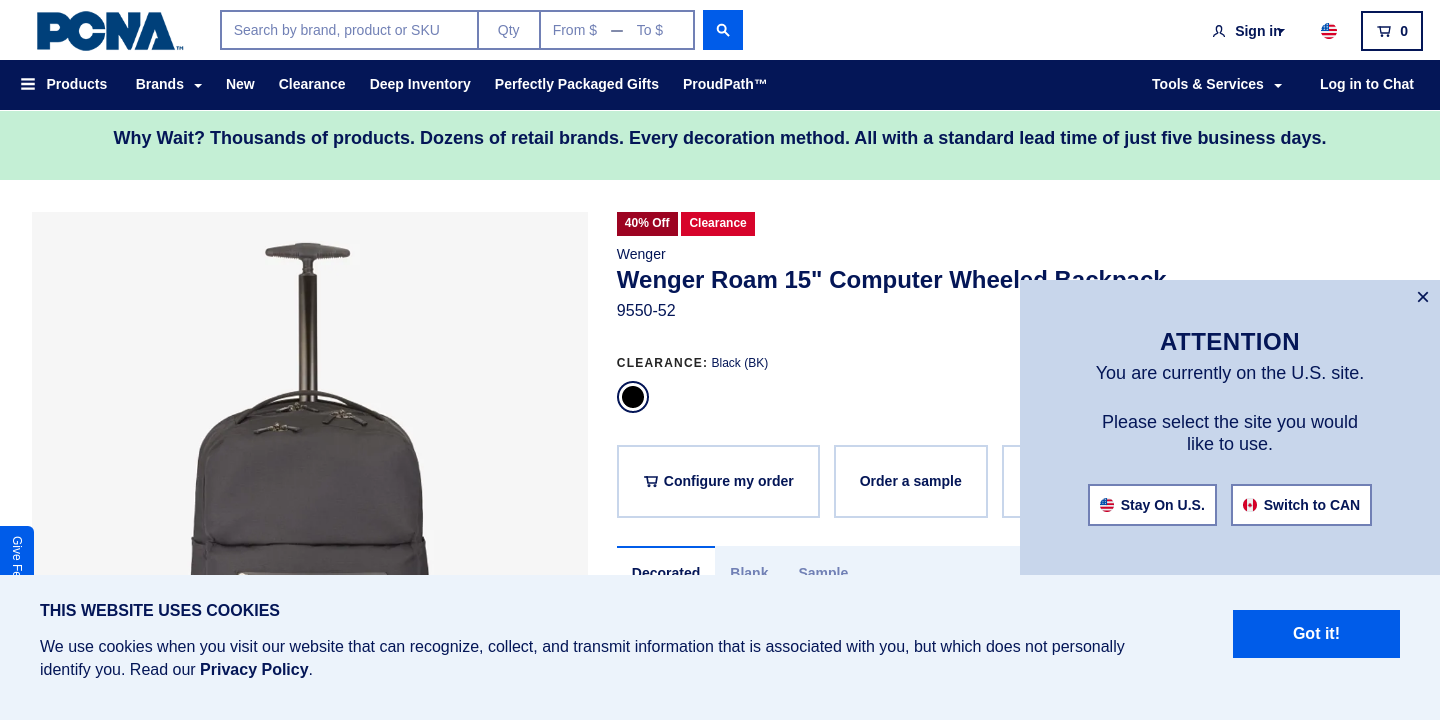 PCNA™
Search by brand, product or SKU
Qty
From $ — To $
Sign in
0
Products
Brands
New
Clearance
Deep Inventory
Perfectly Packaged Gifts
ProudPath™
Tools & Services
Log in to Chat
Why Wait? Thousands of products. Dozens of retail brands. Every decoration method. All with a standard lead time of just five business days.
40% Off
Clearance
Wenger
Wenger Roam 15" Computer Wheeled Backpack
9550-52
CLEARANCE: Black (BK)
Configure my order
Order a sample
Decorated
Blank
Sample
×
ATTENTION
You are currently on the U.S. site.
Please select the site you would
like to use.
Stay On U.S.
Switch to CAN
Give
THIS WEBSITE USES COOKIES
We use cookies when you visit our website that can recognize, collect, and transmit information that is associated with you, but which does not personally
identify you. Read our Privacy Policy.
Got it!